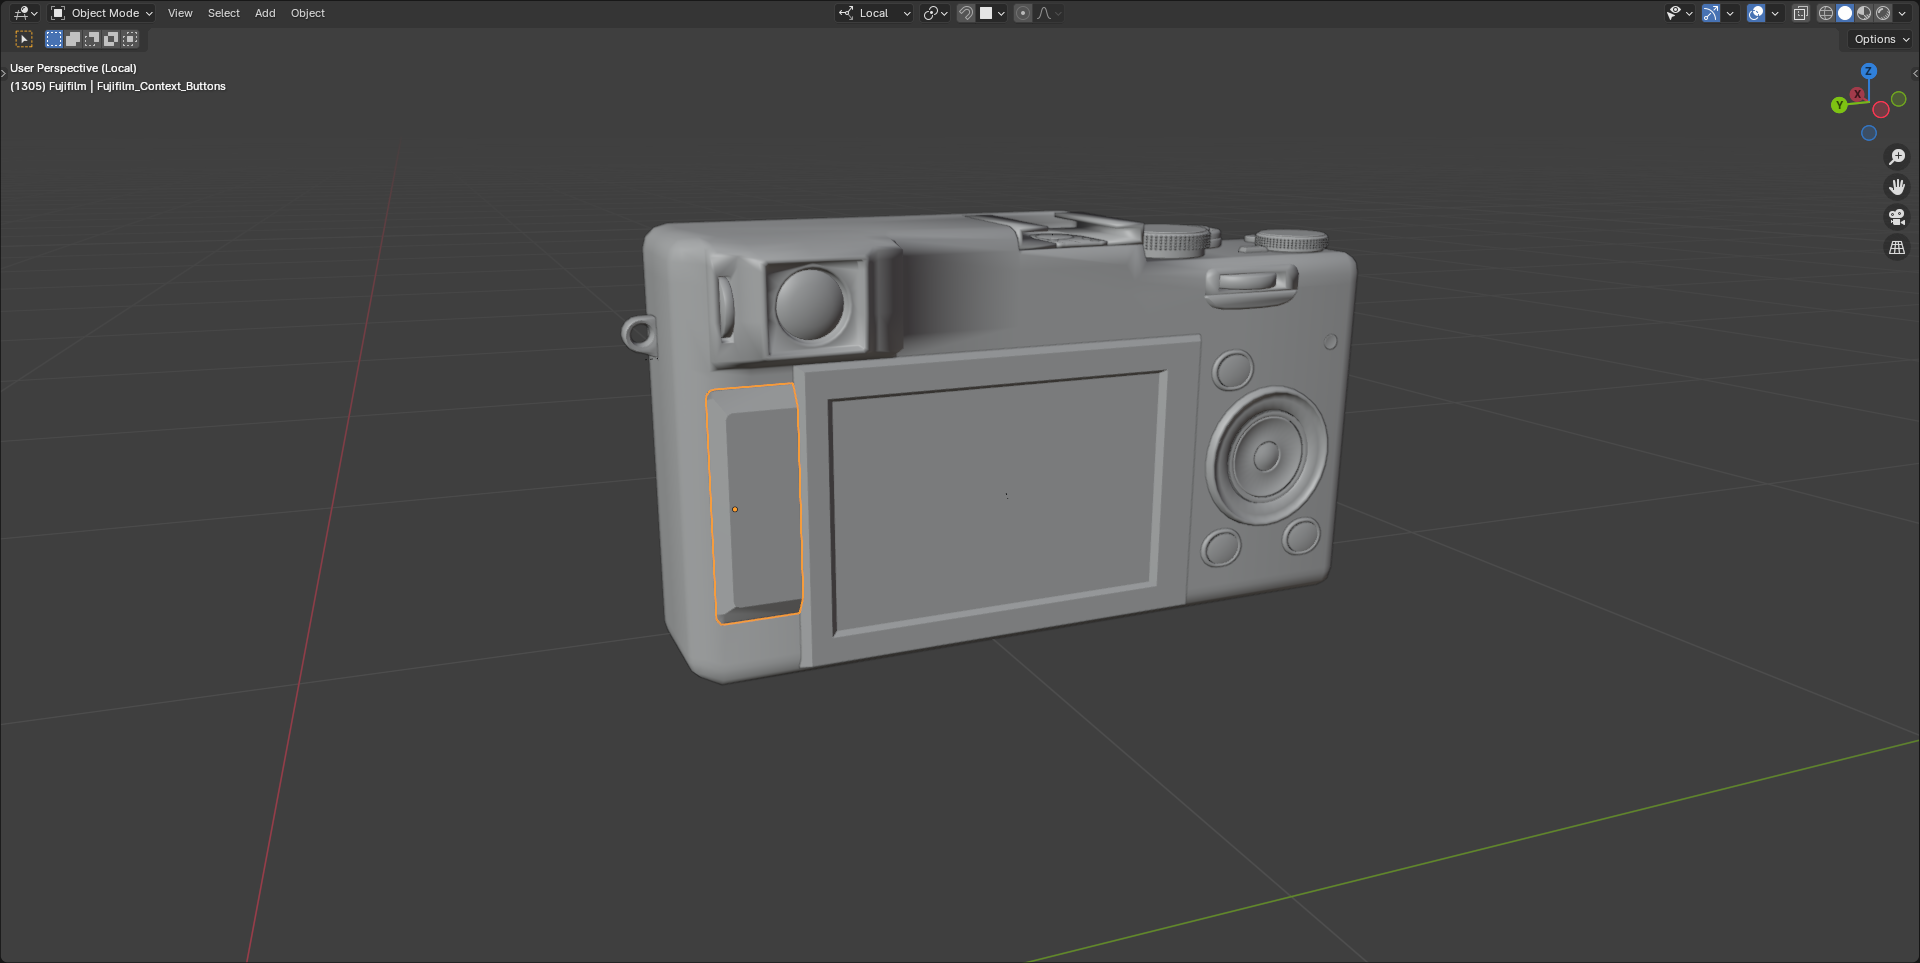 Object Mode View Select Add Object Local
Options
User Perspective (Local)
(1305) Fujifilm | Fujifilm_Context_Buttons
Z
X
Y